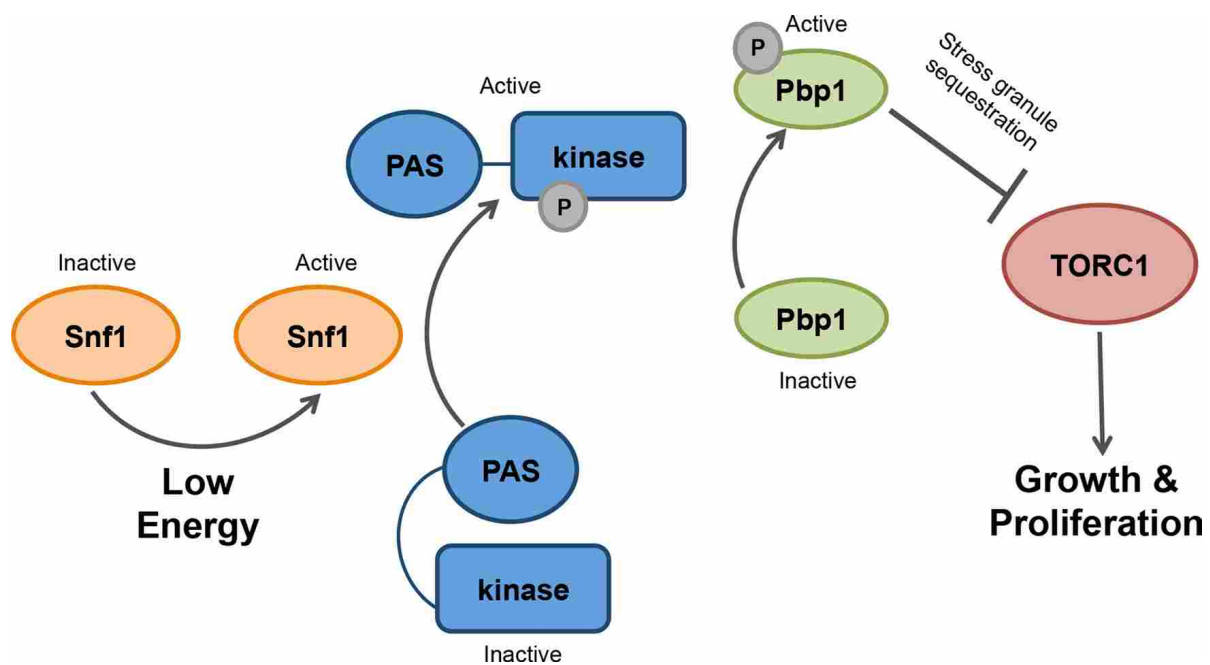 Inactive
Snf1
Active
Snf1
Low
Energy
Active
PAS
kinase
P
PAS
kinase
Inactive
Active
P
Pbp1
Pbp1
Inactive
Stress granule
sequestration
TORC1
Growth &
Proliferation